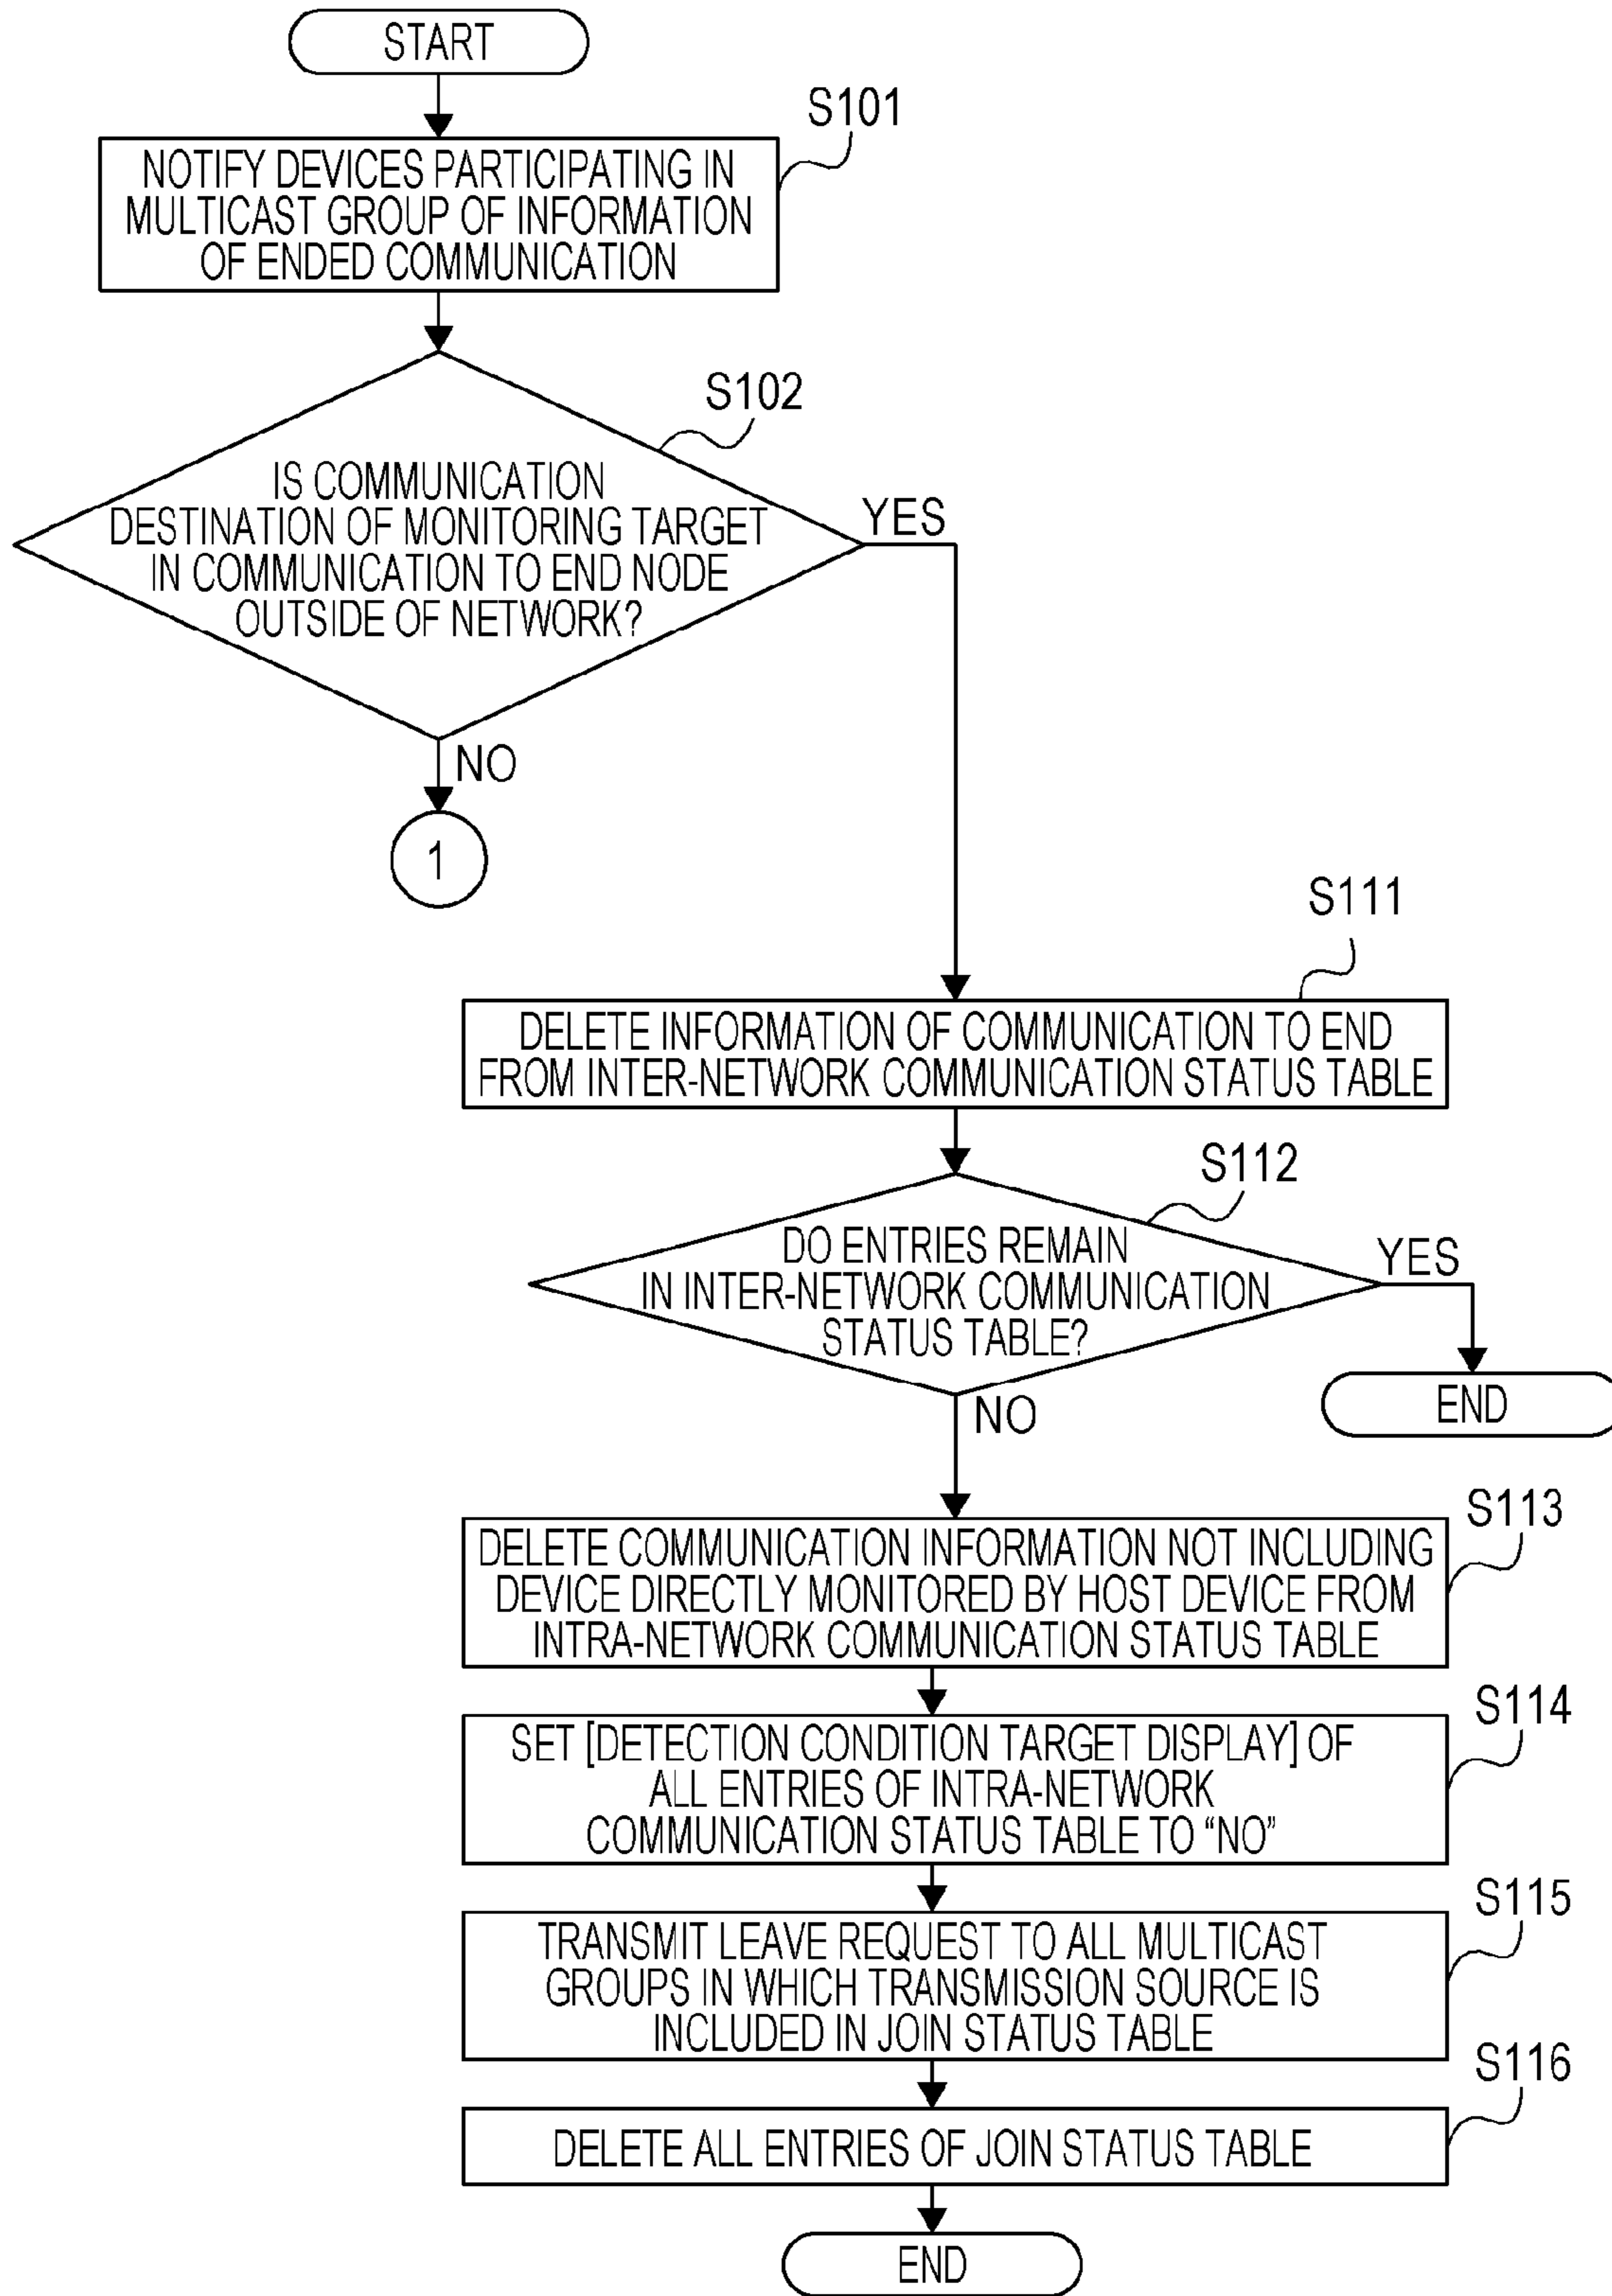 START
S101
NOTIFY DEVICES PARTICIPATING IN
MULTICAST GROUP OF INFORMATION
OF ENDED COMMUNICATION
S102
IS COMMUNICATION
DESTINATION OF MONITORING TARGET
IN COMMUNICATION TO END NODE
OUTSIDE OF NETWORK?
YES
NO
1
S111
DELETE INFORMATION OF COMMUNICATION TO END
FROM INTER-NETWORK COMMUNICATION STATUS TABLE
S112
DO ENTRIES REMAIN
IN INTER-NETWORK COMMUNICATION
STATUS TABLE?
YES
END
NO
S113
DELETE COMMUNICATION INFORMATION NOT INCLUDING
DEVICE DIRECTLY MONITORED BY HOST DEVICE FROM
INTRA-NETWORK COMMUNICATION STATUS TABLE
S114
SET [DETECTION CONDITION TARGET DISPLAY] OF
ALL ENTRIES OF INTRA-NETWORK
COMMUNICATION STATUS TABLE TO “NO”
S115
TRANSMIT LEAVE REQUEST TO ALL MULTICAST
GROUPS IN WHICH TRANSMISSION SOURCE IS
INCLUDED IN JOIN STATUS TABLE
S116
DELETE ALL ENTRIES OF JOIN STATUS TABLE
END